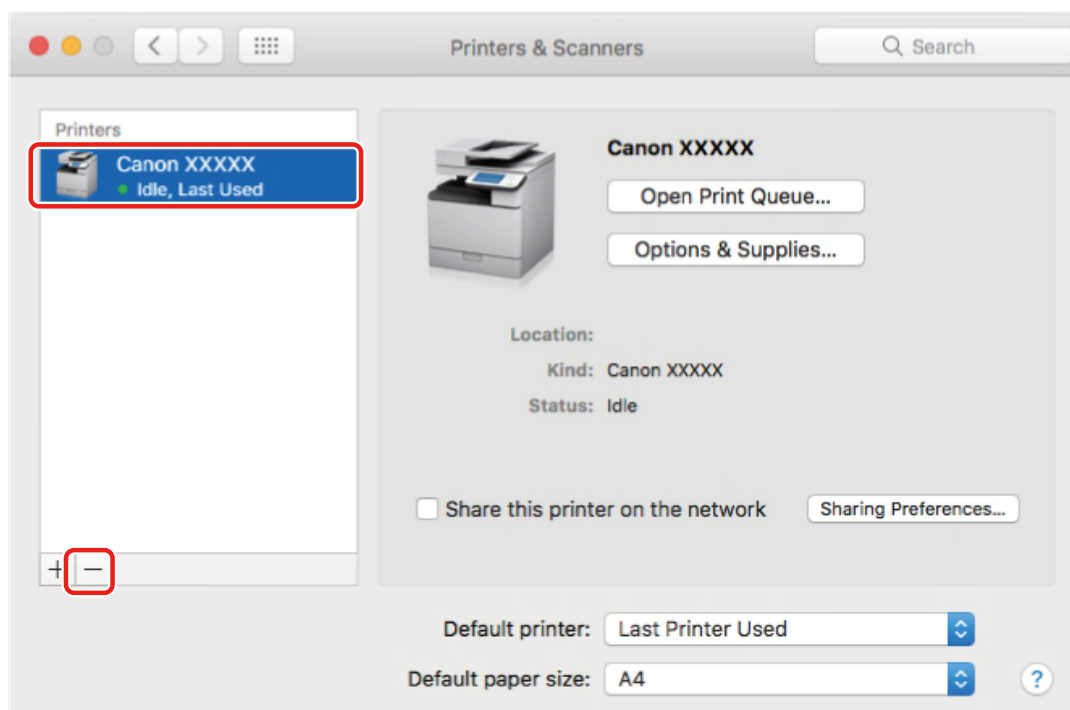 Printers & Scanners
Search
Printers
Canon XXXXX
Idle, Last Used
Canon XXXXX
Open Print Queue...
Options & Supplies...
Location:
Kind: Canon XXXXX
Status: Idle
Share this printer on the network
Sharing Preferences...
+ −
Default printer: Last Printer Used
Default paper size: A4
?